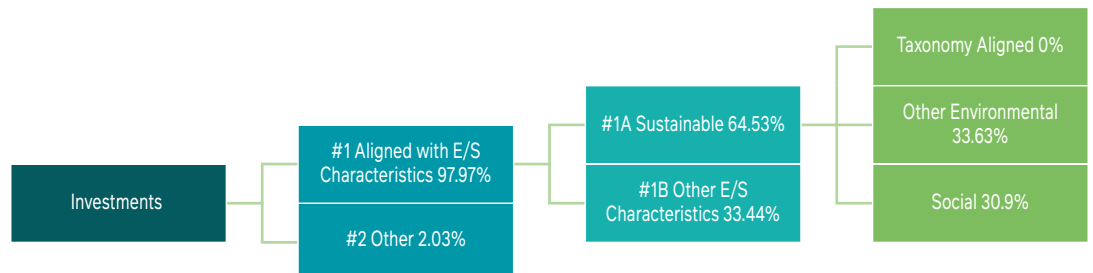 Investments
#1 Aligned with E/S
Characteristics 97.97%
#2 Other 2.03%
#1A Sustainable 64.53%
#1B Other E/S
Characteristics 33.44%
Taxonomy Aligned 0%
Other Environmental
33.63%
Social 30.9%